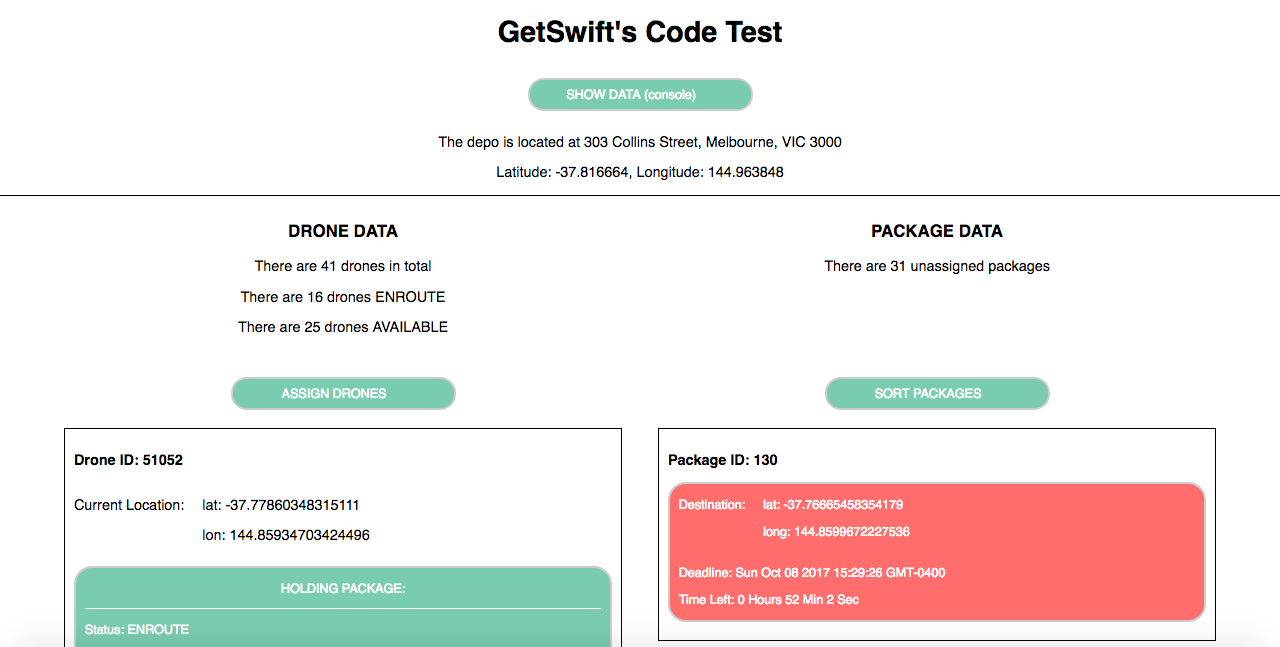 GetSwift's Code Test
SHOW DATA (console)
The depo is located at 303 Collins Street, Melbourne, VIC 3000
Latitude: -37.816664, Longitude: 144.963848
DRONE DATA
There are 41 drones in total
There are 16 drones ENROUTE
There are 25 drones AVAILABLE
ASSIGN DRONES
Drone ID: 51052
Current Location: lat: -37.77860348315111
lon: 144.85934703424496
HOLDING PACKAGE:
Status: ENROUTE
PACKAGE DATA
There are 31 unassigned packages
SORT PACKAGES
Package ID: 130
Destination: lat: -37.76665458354179
long: 144.8599672227536
Deadline: Sun Oct 08 2017 15:29:26 GMT-0400
Time Left: 0 Hours 52 Min 2 Sec